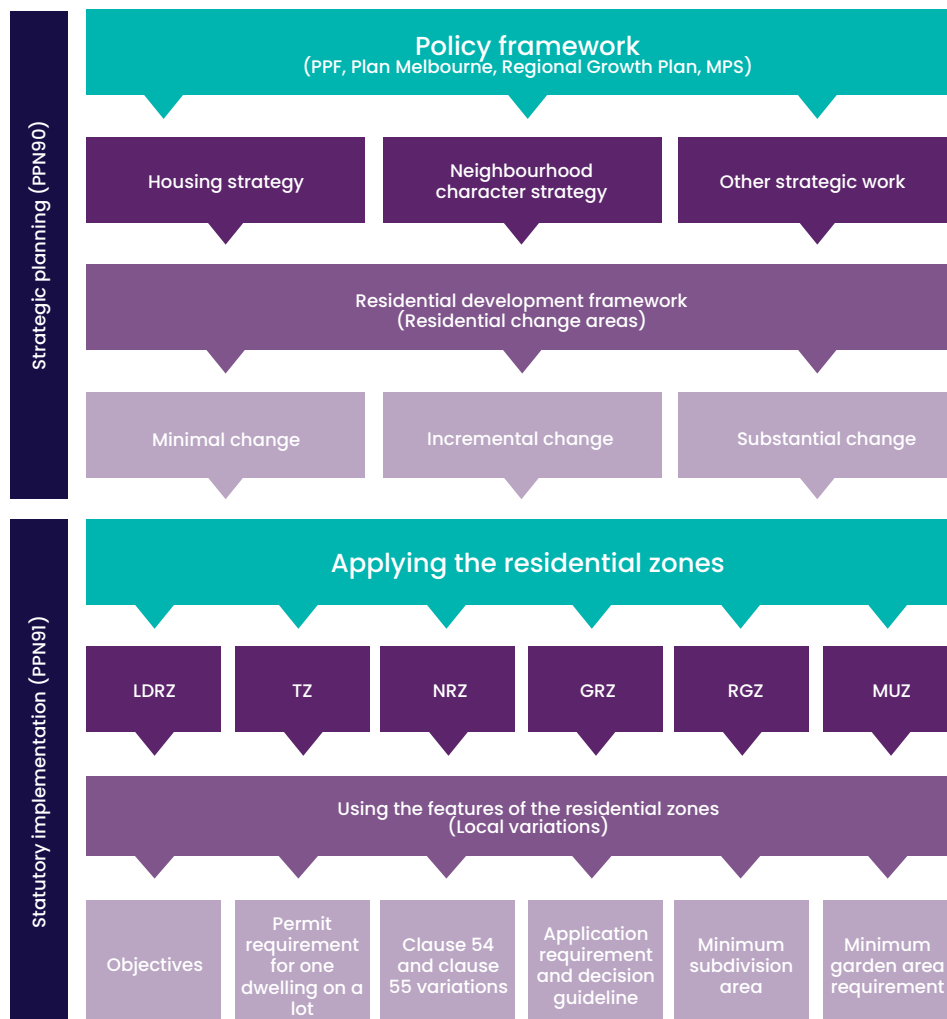 Strategic planning (PPN90)
Policy framework
(PPF, Plan Melbourne, Regional Growth Plan, MPS)
Housing strategy
Neighbourhood
character strategy
Other strategic work
Residential development framework
(Residential change areas)
Minimal change
Incremental change
Substantial change
Statutory implementation (PPN91)
Applying the residential zones
LDRZ
TZ
NRZ
GRZ
RGZ
MUZ
Using the features of the residential zones
(Local variations)
Objectives
Permit
requirement
for one
dwelling on a
lot
Clause 54
and clause
55 variations
Application
requirement
and decision
guideline
Minimum
subdivision
area
Minimum
garden area
requirement